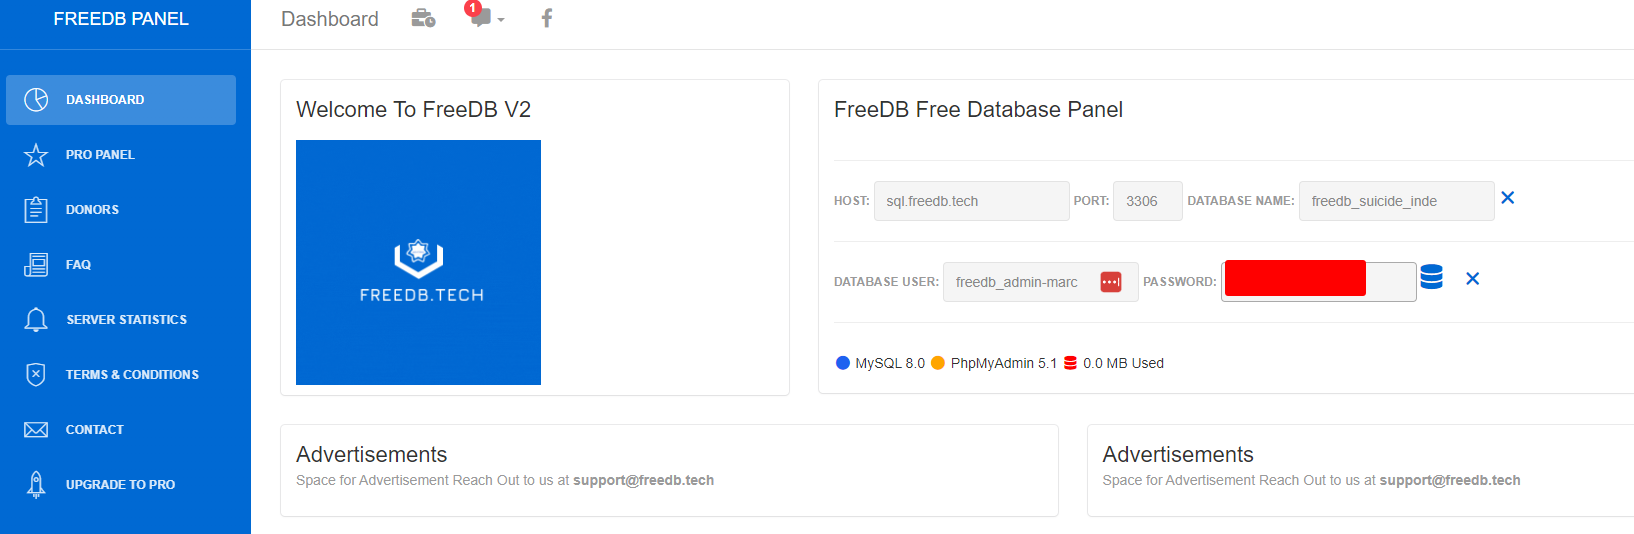 FREEDB PANEL
Dashboard
1
DASHBOARD
PRO PANEL
DONORS
FAQ
SERVER STATISTICS
TERMS & CONDITIONS
CONTACT
UPGRADE TO PRO
Welcome To FreeDB V2
FREEDB.TECH
FreeDB Free Database Panel
HOST: sql.freedb.tech PORT: 3306 DATABASE NAME: freedb_suicide_inde
DATABASE USER: freedb_admin-marc PASSWORD:
MySQL 8.0 PhpMyAdmin 5.1 0.0 MB Used
Advertisements
Space for Advertisement Reach Out to us at support@freedb.tech
Advertisements
Space for Advertisement Reach Out to us at support@freedb.tech